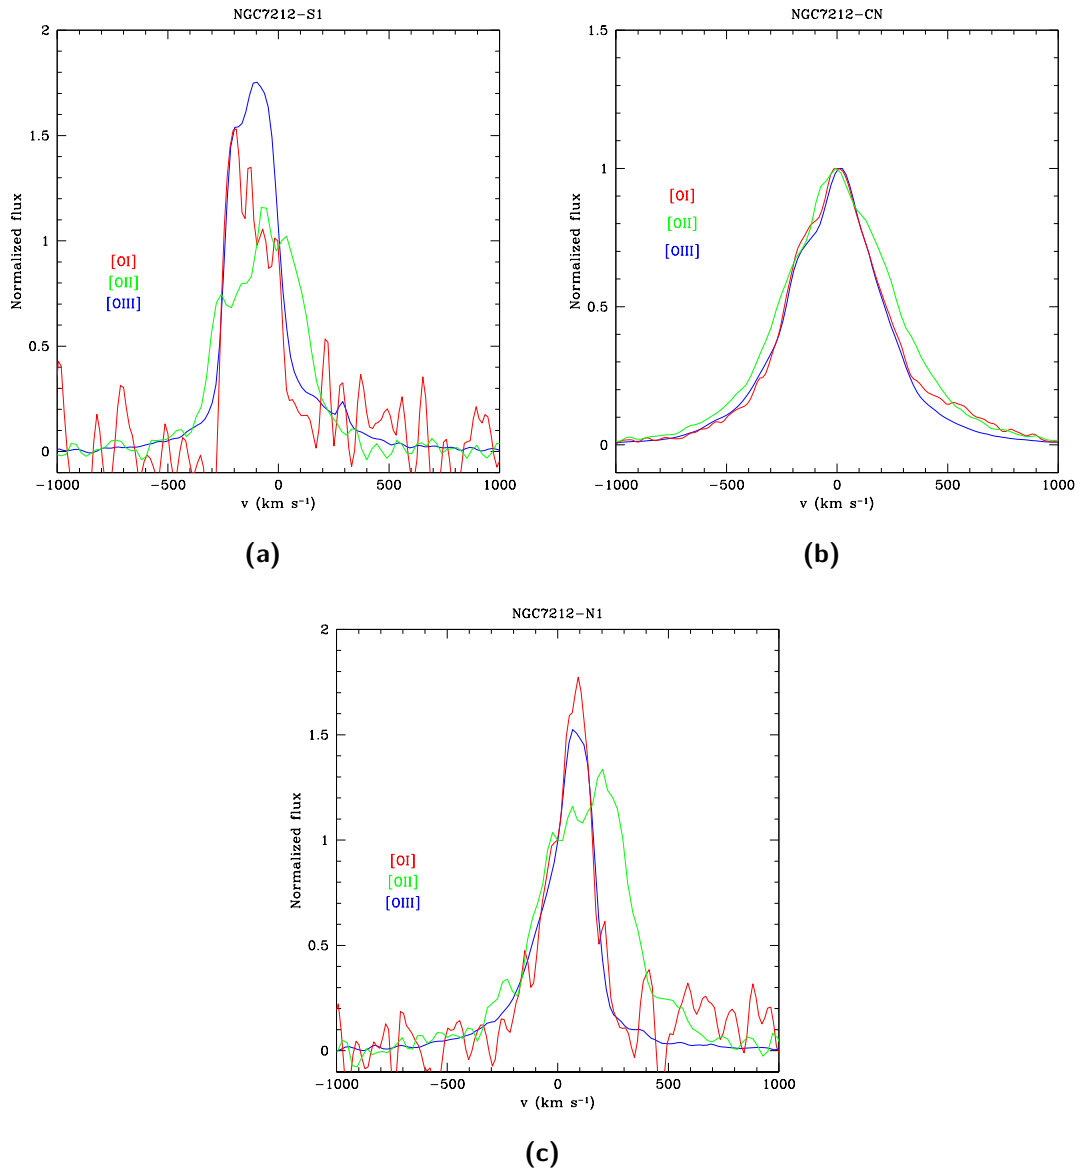 NGC7212-S1
2
1.5
1
0.5
0
Normalized flux
[OI]
[OII]
[OIII]
-1000
-500
0
500
1000
v (km s⁻¹)
(a)
NGC7212-CN
1.5
1
0.5
0
Normalized flux
[OI]
[OII]
[OIII]
-1000
-500
0
500
1000
v (km s⁻¹)
(b)
NGC7212-N1
2
1.5
1
0.5
0
Normalized flux
[OI]
[OII]
[OIII]
-1000
-500
0
500
1000
v (km s⁻¹)
(c)